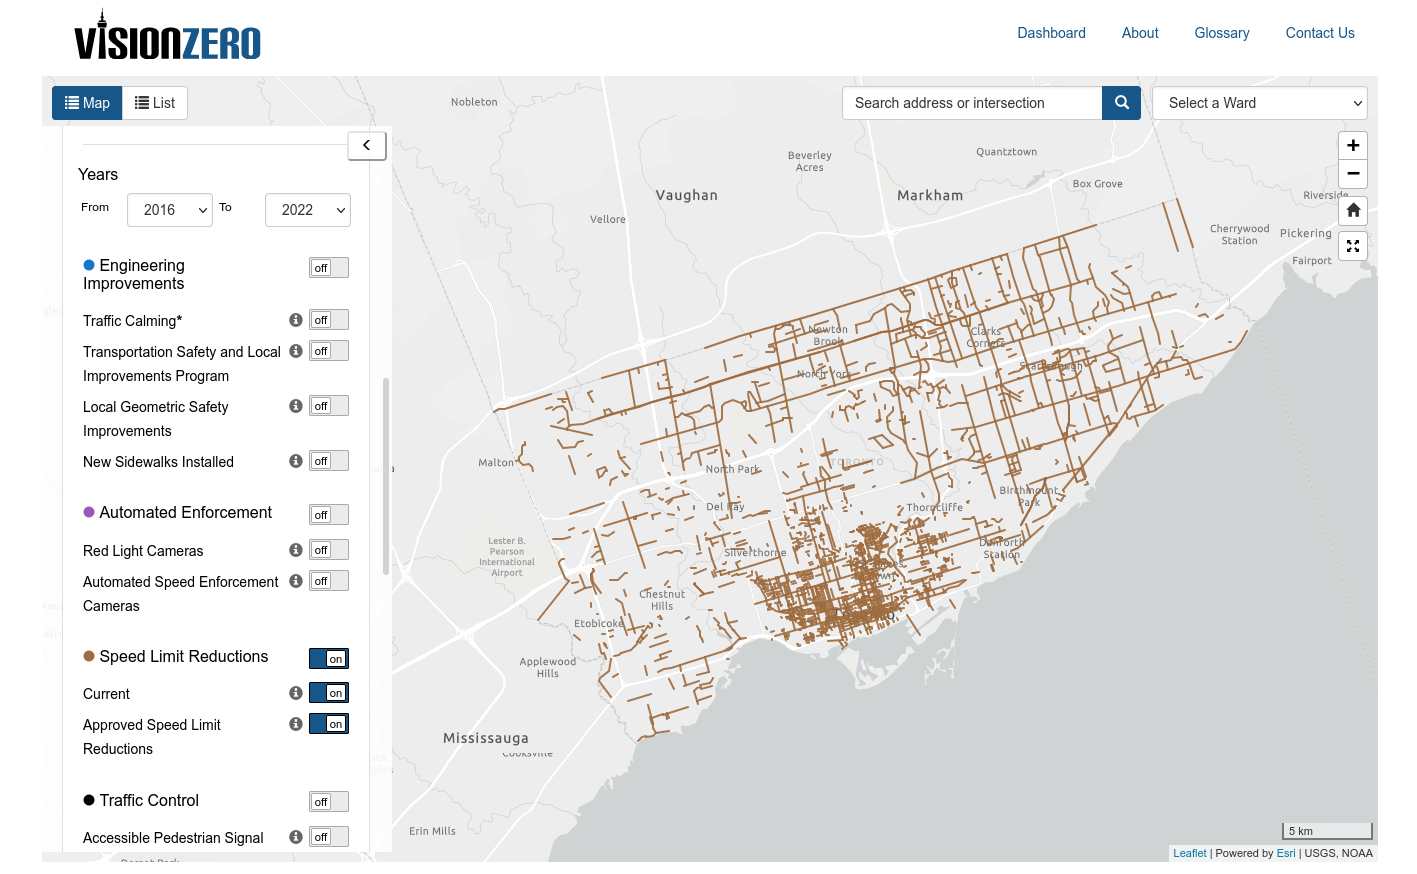 VISIONZERO
Dashboard About Glossary Contact Us
Map List
Search address or intersection
Select a Ward
Years
From 2016 To 2022
Engineering
Improvements off
Traffic Calming* off
Transportation Safety and Local off
Improvements Program
Local Geometric Safety off
Improvements
New Sidewalks Installed off
Automated Enforcement off
Red Light Cameras off
Automated Speed Enforcement off
Cameras
Speed Limit Reductions on
Current on
Approved Speed Limit on
Reductions
Traffic Control off
Accessible Pedestrian Signal off
Nobleton
Beverley
Acres
Quantztown
Box Grove
Vaughan
Markham
Riverside
Vellore
Cherrywood
Station
Pickering
Fairport
Newton
Brook
Clarks
Corners
North York
Scarborough
Malton
North Park
TORONTO
Birchmount
Park
Del Ray
Thorncliffe
Lester B.
Pearson
International
Airport
Silverthorne
Danforth
Station
Chestnut
Hills
Etobicoke
Applewood
Hills
Mississauga
Cooksville
Erin Mills
+
−
5 km
Leaflet | Powered by Esri | USGS, NOAA